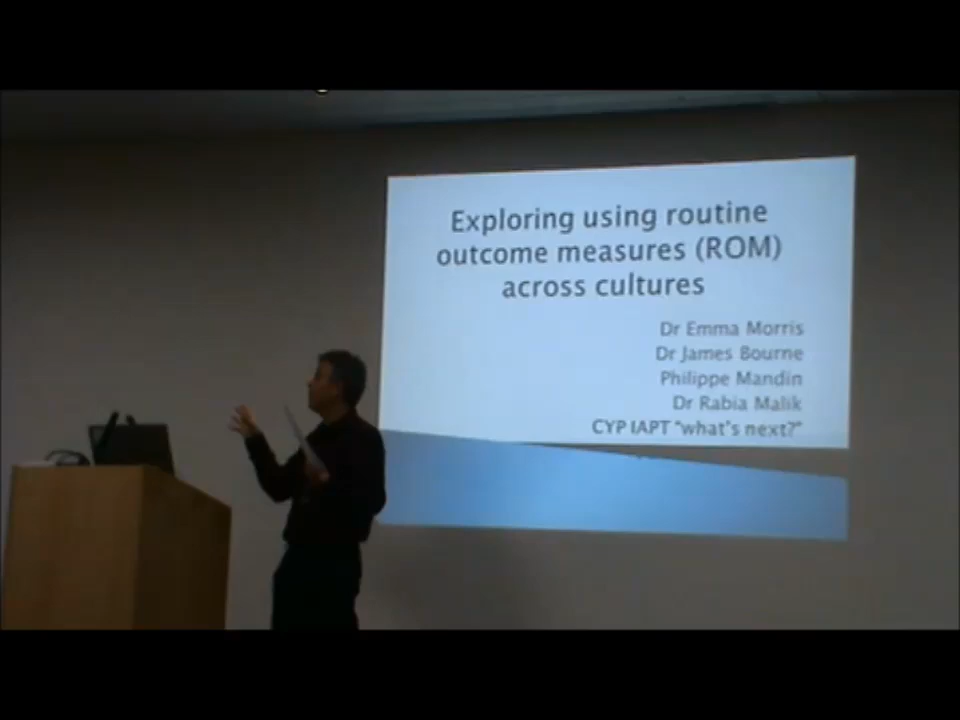 Exploring using routine
outcome measures (ROM)
across cultures
Dr Emma Morris
Dr James Bourne
Philippe Mandin
Dr Rabia Malik
CYP IAPT "what's next?"